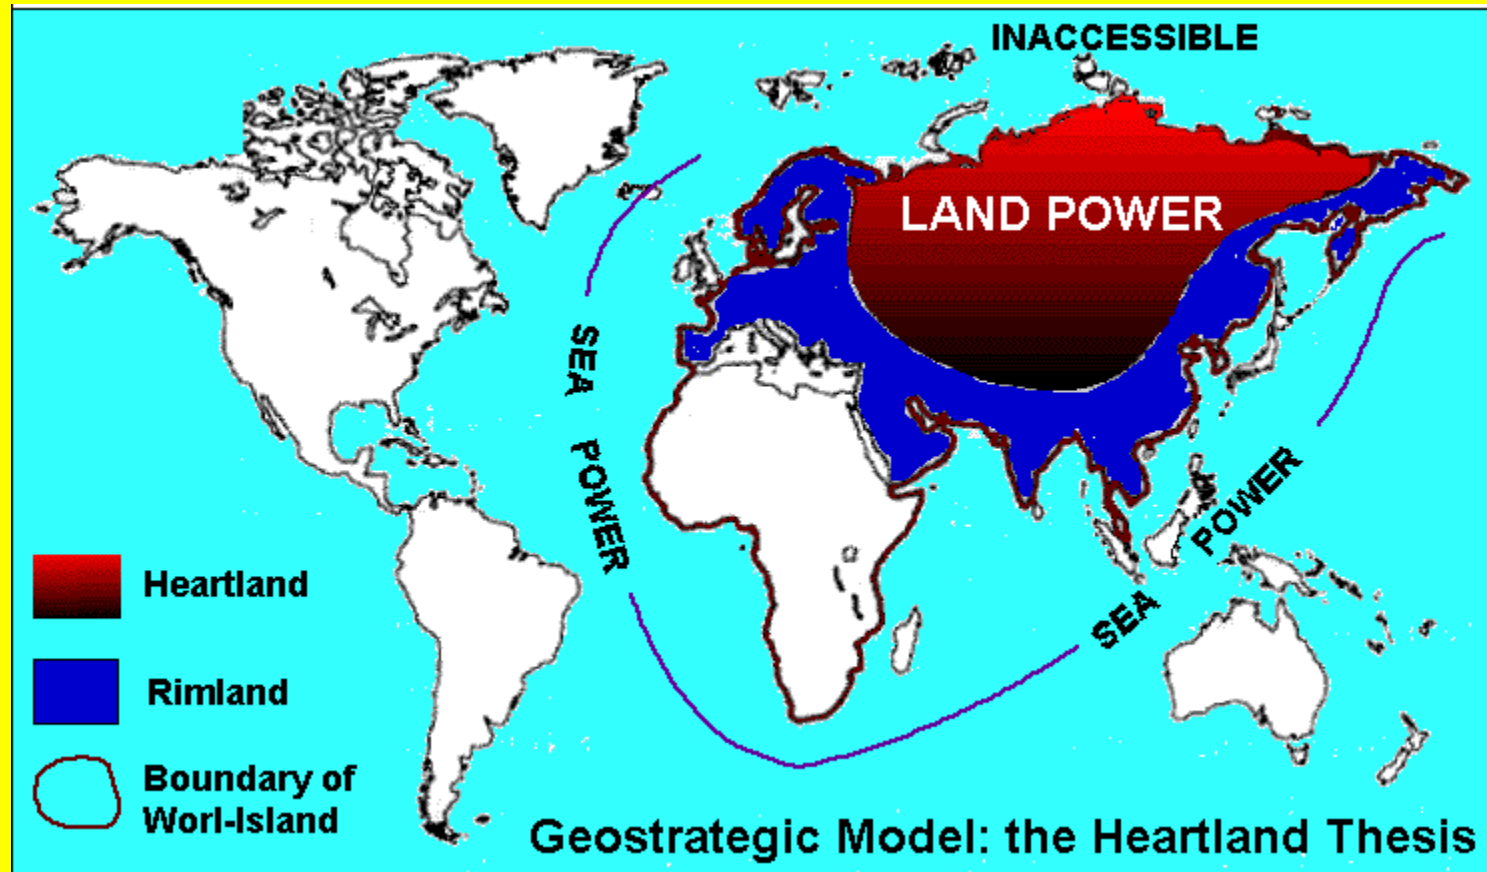 INACCESSIBLE
LAND POWER
SEA POWER
SEA POWER
Heartland
Rimland
Boundary of
Worl-Island
Geostrategic Model: the Heartland Thesis